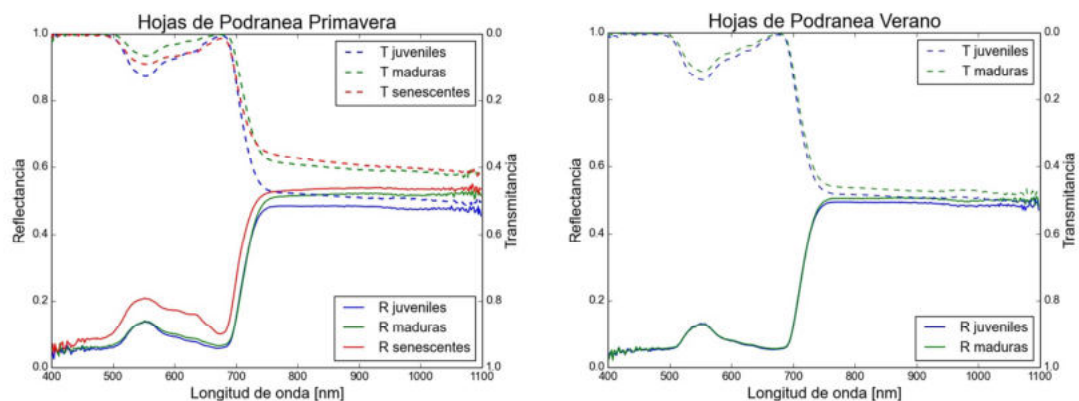 Hojas de Podranea Primavera
1.0
0.8
0.6
0.4
0.2
0.0
Reflectancia
0.0
0.2
0.4
0.6
0.8
1.0
Transmitancia
T juveniles
T maduras
T senescentes
R juveniles
R maduras
R senescentes
400 500 600 700 800 900 1000 1100
Longitud de onda [nm]
Hojas de Podranea Verano
1.0
0.8
0.6
0.4
0.2
0.0
Reflectancia
0.0
0.2
0.4
0.6
0.8
1.0
Transmitancia
T juveniles
T maduras
R juveniles
R maduras
400 500 600 700 800 900 1000 1100
Longitud de onda [nm]